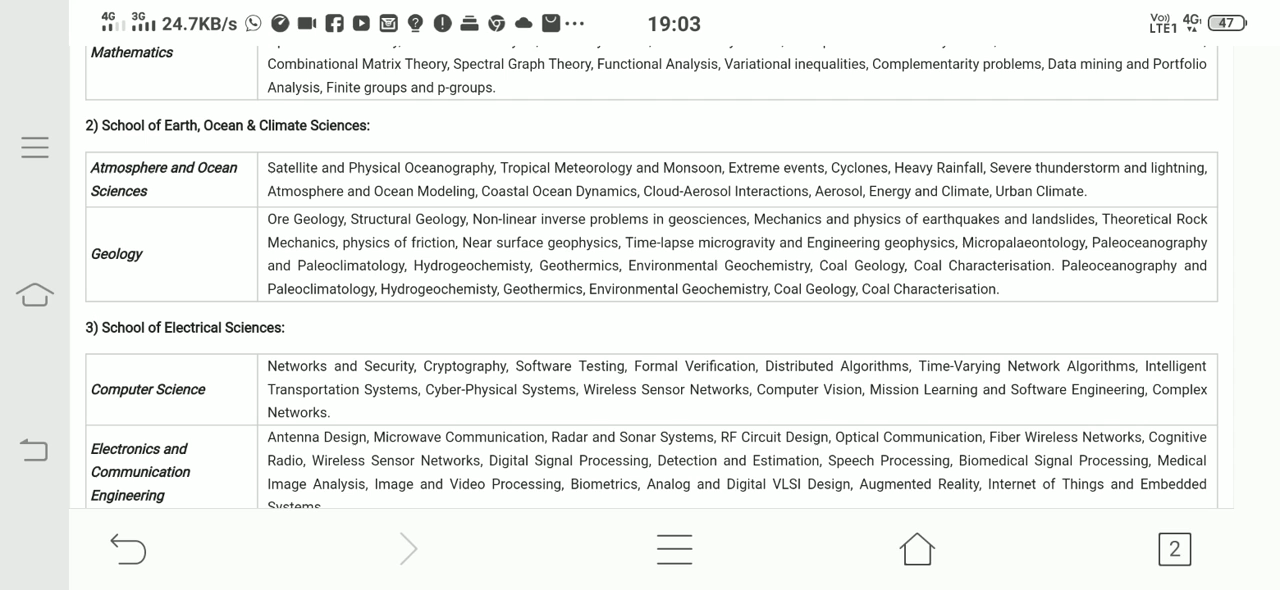 4G 3G 24.7KB/s 19:03 Vo)) LTE1 4G 47
Mathematics
Combinational Matrix Theory, Spectral Graph Theory, Functional Analysis, Variational inequalities, Complementarity problems, Data mining and Portfolio
Analysis, Finite groups and p-groups.
2) School of Earth, Ocean & Climate Sciences:
Atmosphere and Ocean
Sciences
Satellite and Physical Oceanography, Tropical Meteorology and Monsoon, Extreme events, Cyclones, Heavy Rainfall, Severe thunderstorm and lightning,
Atmosphere and Ocean Modeling, Coastal Ocean Dynamics, Cloud-Aerosol Interactions, Aerosol, Energy and Climate, Urban Climate.
Geology
Ore Geology, Structural Geology, Non-linear inverse problems in geosciences, Mechanics and physics of earthquakes and landslides, Theoretical Rock
Mechanics, physics of friction, Near surface geophysics, Time-lapse microgravity and Engineering geophysics, Micropalaeontology, Paleoceanography
and Paleoclimatology, Hydrogeochemisty, Geothermics, Environmental Geochemistry, Coal Geology, Coal Characterisation. Paleoceanography and
Paleoclimatology, Hydrogeochemisty, Geothermics, Environmental Geochemistry, Coal Geology, Coal Characterisation.
3) School of Electrical Sciences:
Computer Science
Networks and Security, Cryptography, Software Testing, Formal Verification, Distributed Algorithms, Time-Varying Network Algorithms, Intelligent
Transportation Systems, Cyber-Physical Systems, Wireless Sensor Networks, Computer Vision, Mission Learning and Software Engineering, Complex
Networks.
Electronics and
Communication
Engineering
Antenna Design, Microwave Communication, Radar and Sonar Systems, RF Circuit Design, Optical Communication, Fiber Wireless Networks, Cognitive
Radio, Wireless Sensor Networks, Digital Signal Processing, Detection and Estimation, Speech Processing, Biomedical Signal Processing, Medical
Image Analysis, Image and Video Processing, Biometrics, Analog and Digital VLSI Design, Augmented Reality, Internet of Things and Embedded
Systems
2